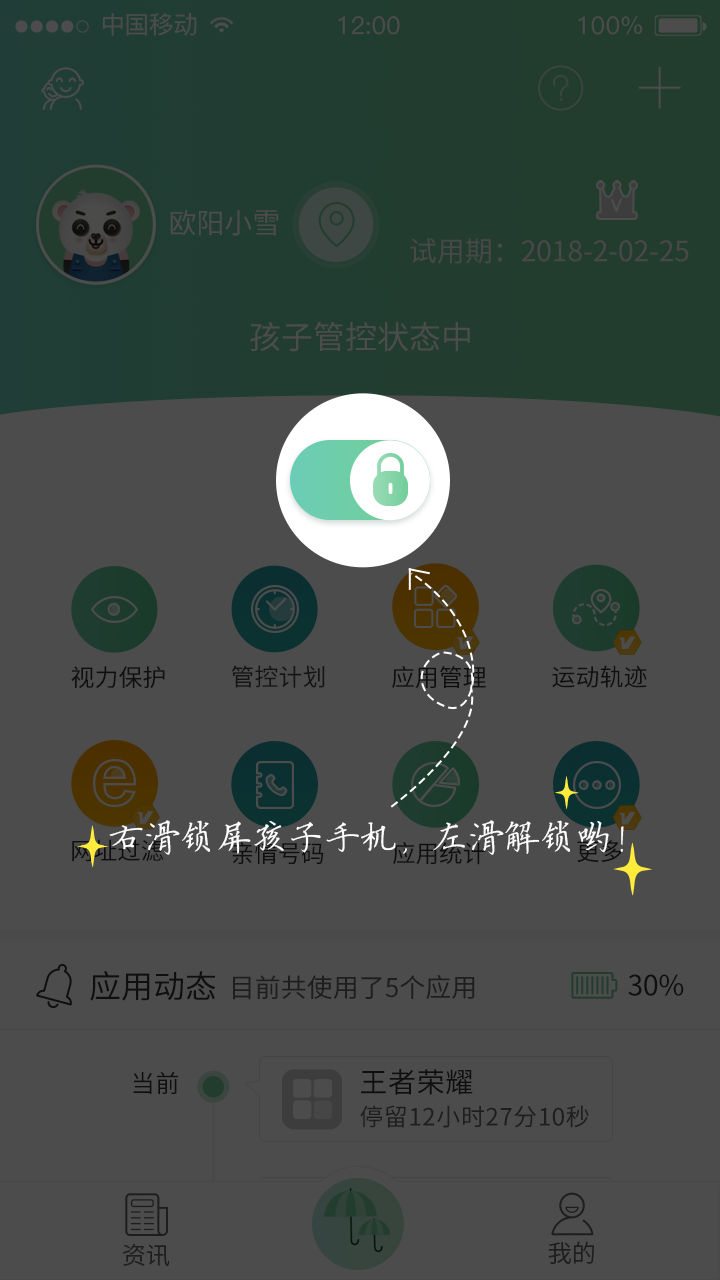 中国移动 12:00 100%
欧阳小雪
试用期：2018-2-02-25
孩子管控状态中
视力保护 管控计划 应用管理 运动轨迹
右滑锁屏孩子手机，左滑解锁哟！
网址过滤 亲情号码 应用统计 更多
应用动态 目前共使用了5个应用 30%
当前 王者荣耀
停留12小时27分10秒
资讯 我的